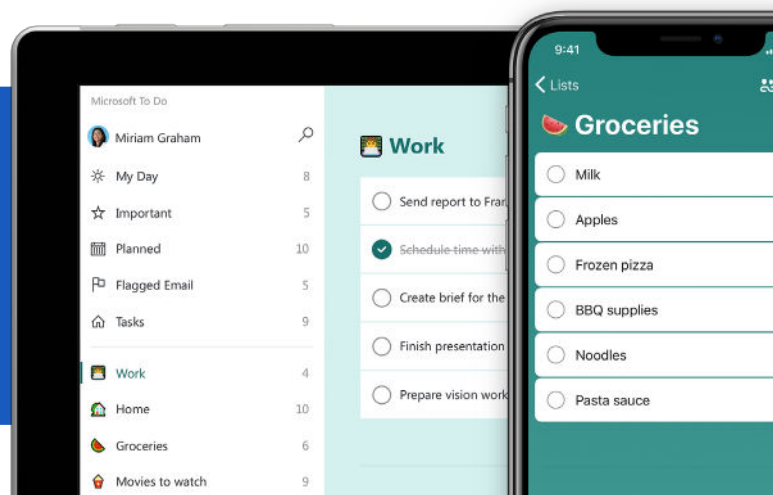 Microsoft To Do
Miriam Graham
My Day 8
Important 5
Planned 10
Flagged Email 5
Tasks 9
Work 4
Home 10
Groceries 6
Movies to watch 9
Work
Send report to
Schedule time with
Create brief for the
Finish presentation
Prepare vision
9:41
Lists
Groceries
Milk
Apples
Frozen pizza
BBQ supplies
Noodles
Pasta sauce